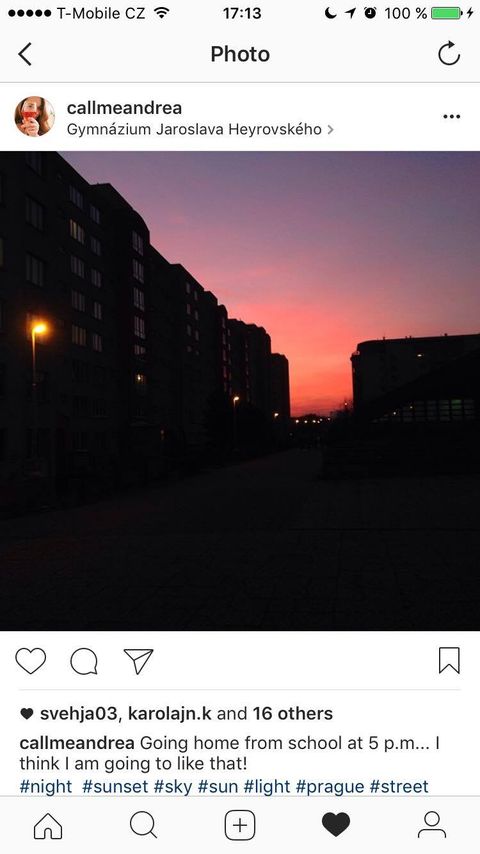 T-Mobile CZ 17:13 100 %
Photo
callmeandrea
Gymnázium Jaroslava Heyrovského
svehja03, karolajn.k and 16 others
callmeandrea Going home from school at 5 p.m... I
think I am going to like that!
#night #sunset #sky #sun #light #prague #street